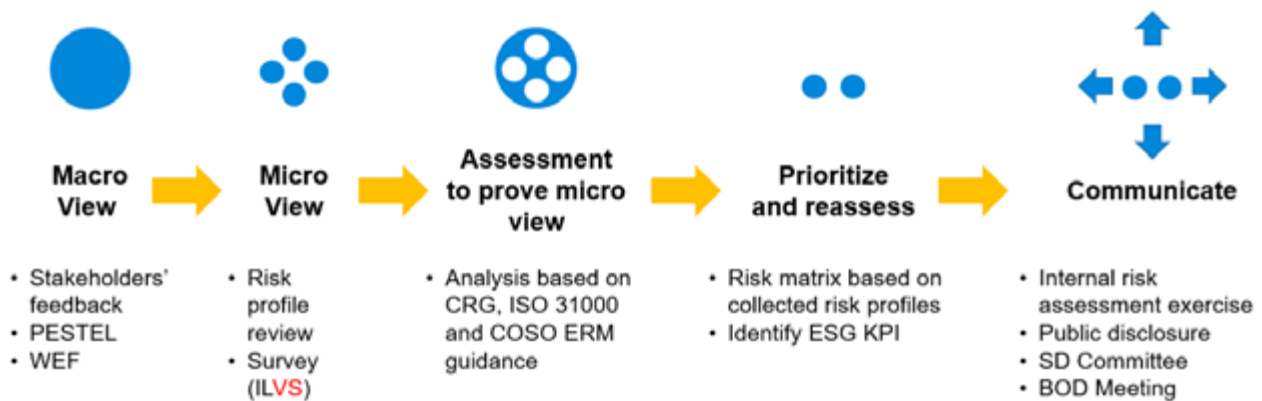 Macro
View
Micro
View
Assessment
to prove micro
view
Prioritize
and reassess
Communicate
• Stakeholders'
feedback
• PESTEL
• WEF
• Risk
profile
review
• Survey
(ILVS)
• Analysis based on
CRG, ISO 31000
and COSO ERM
guidance
• Risk matrix based on
collected risk profiles
• Identify ESG KPI
• Internal risk
assessment exercise
• Public disclosure
• SD Committee
• BOD Meeting